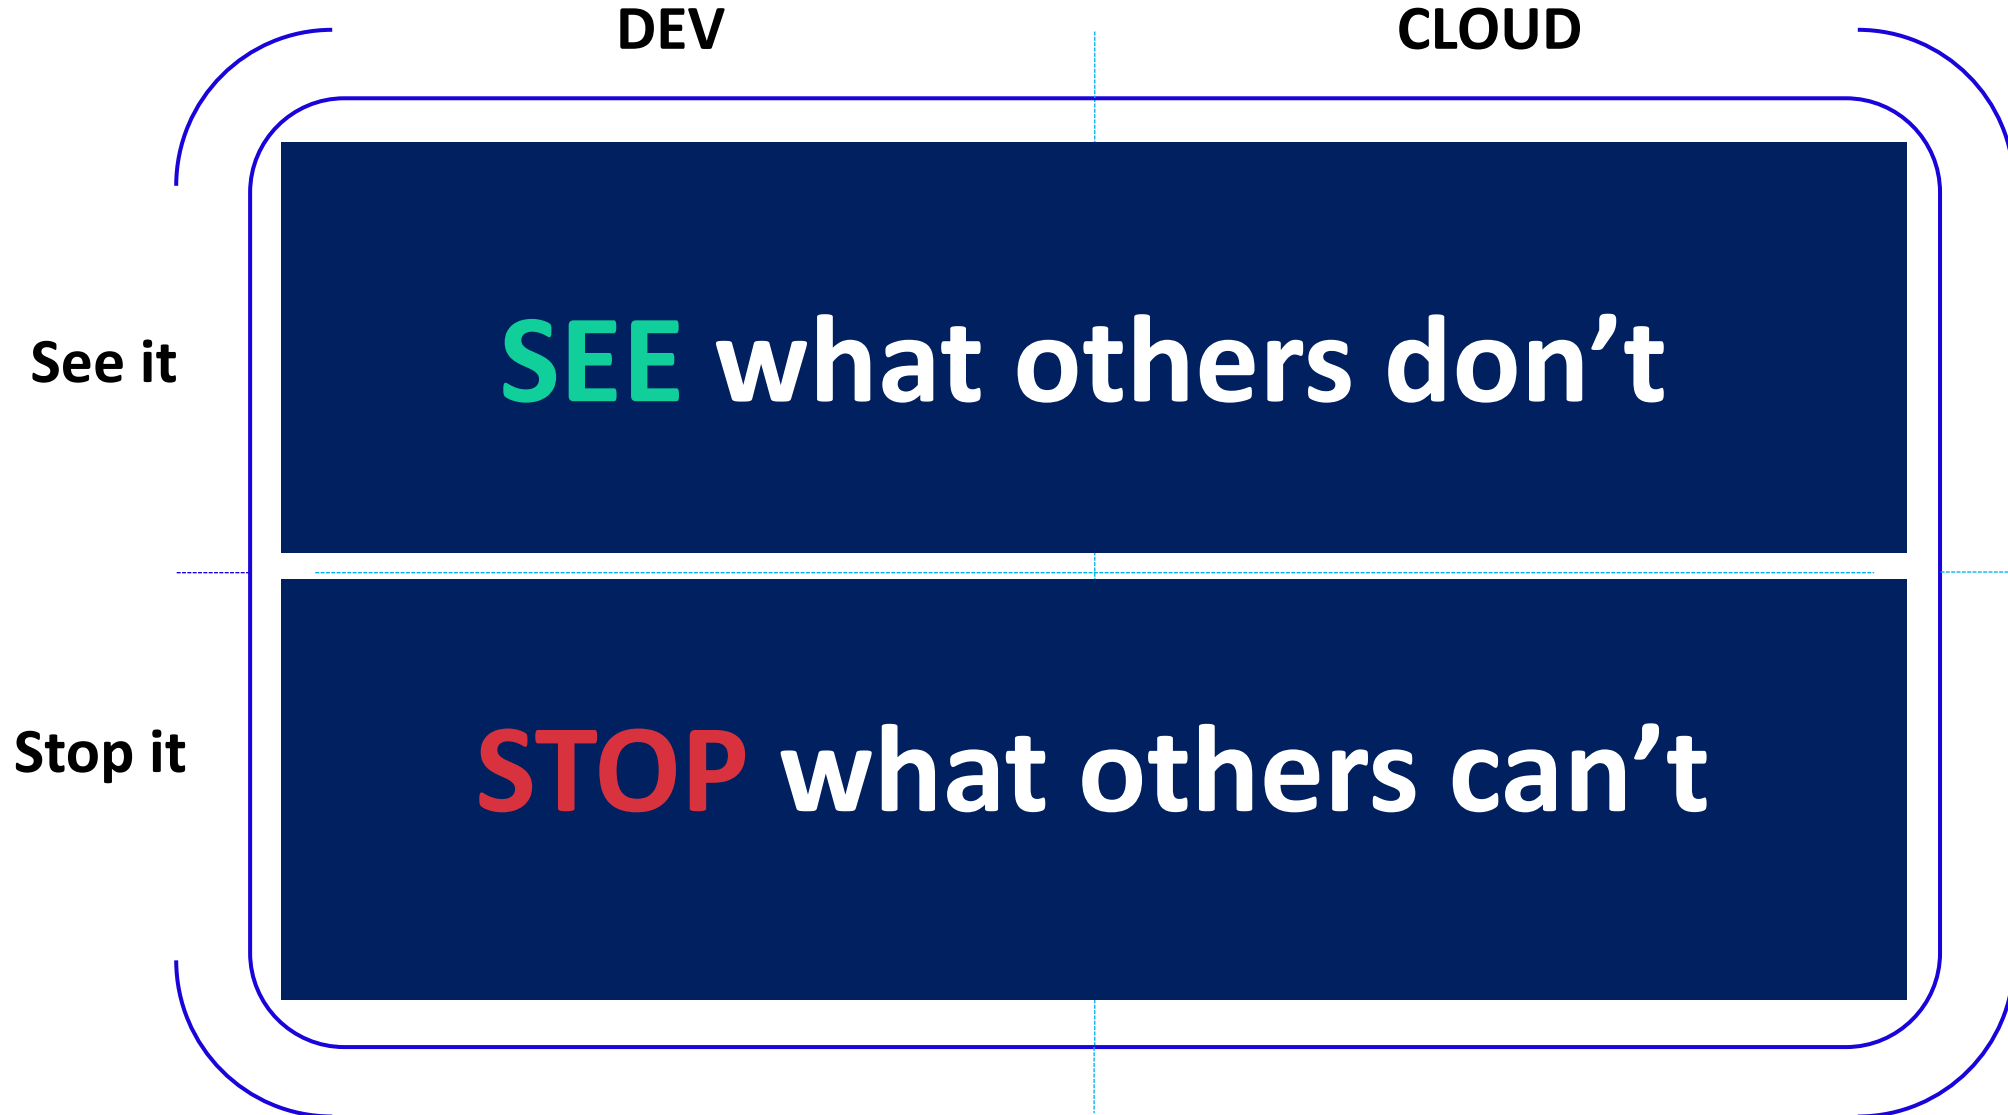 DEV
CLOUD
See it
SEE what others don’t
Stop it
STOP what others can’t